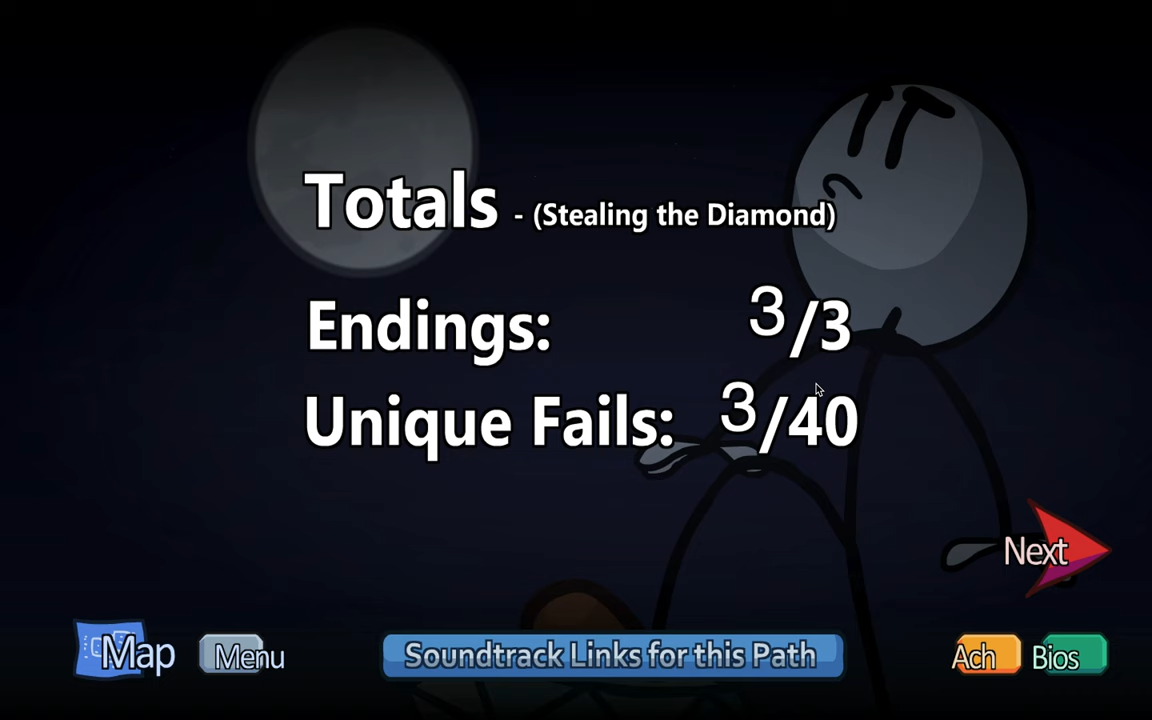 Totals - (Stealing the Diamond)
Endings: 3/3
Unique Fails: 3/40
Next
Map Menu Soundtrack Links for this Path Ach Bios